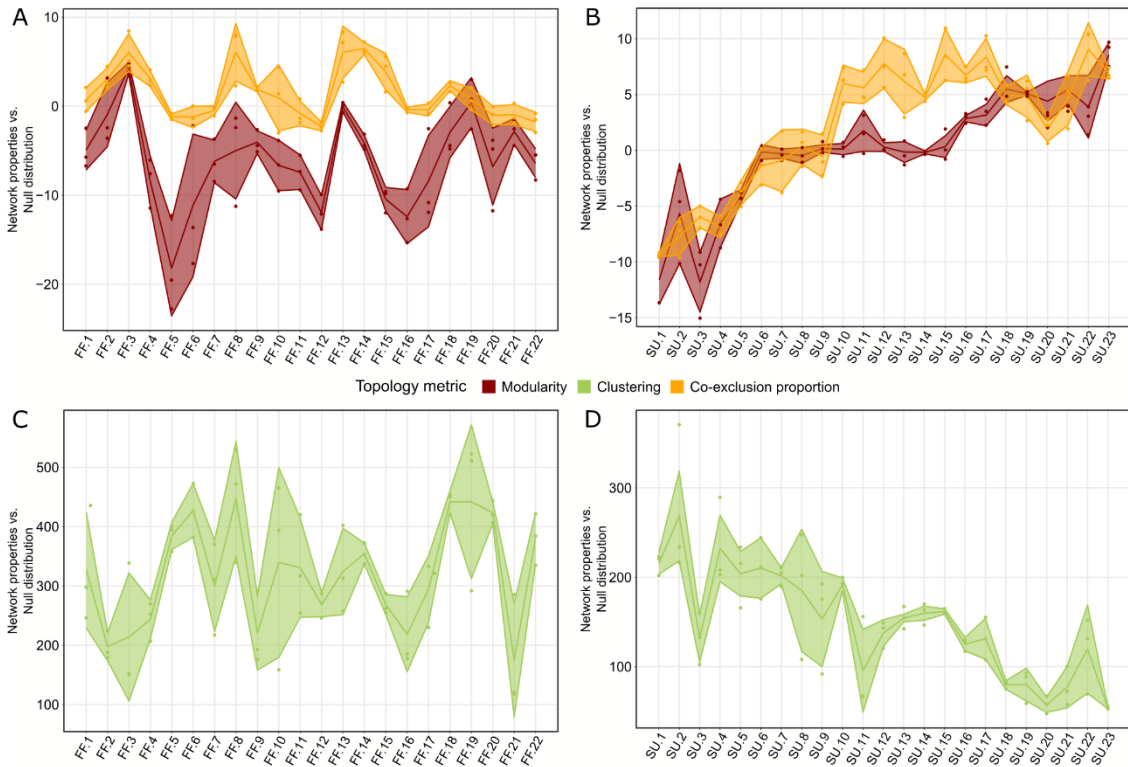 A
Network properties vs.
Null distribution
10
0
−10
−20
FF.1 FF.2 FF.3 FF.4 FF.5 FF.6 FF.7 FF.8 FF.9 FF.10 FF.11 FF.12 FF.13 FF.14 FF.15 FF.16 FF.17 FF.18 FF.19 FF.20 FF.21 FF.22
B
Network properties vs.
Null distribution
10
5
0
−5
−10
−15
SU.1 SU.2 SU.3 SU.4 SU.5 SU.6 SU.7 SU.8 SU.9 SU.10 SU.11 SU.12 SU.13 SU.14 SU.15 SU.16 SU.17 SU.18 SU.19 SU.20 SU.21 SU.22 SU.23
Topology metric Modularity Clustering Co-exclusion proportion
C
Network properties vs.
Null distribution
500
400
300
200
100
FF.1 FF.2 FF.3 FF.4 FF.5 FF.6 FF.7 FF.8 FF.9 FF.10 FF.11 FF.12 FF.13 FF.14 FF.15 FF.16 FF.17 FF.18 FF.19 FF.20 FF.21 FF.22
D
Network properties vs.
Null distribution
300
200
100
SU.1 SU.2 SU.3 SU.4 SU.5 SU.6 SU.7 SU.8 SU.9 SU.10 SU.11 SU.12 SU.13 SU.14 SU.15 SU.16 SU.17 SU.18 SU.19 SU.20 SU.21 SU.22 SU.23